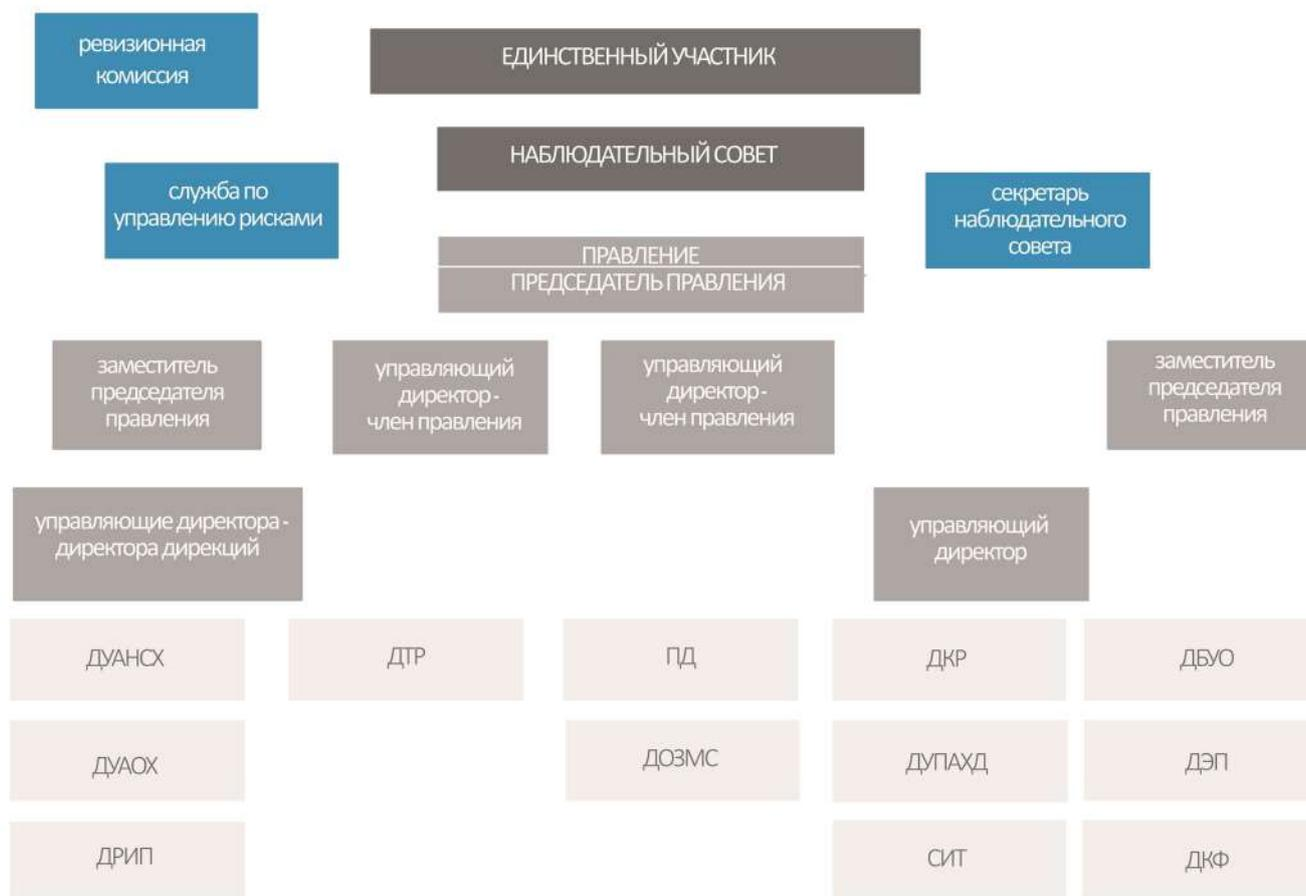 ревизионная
комиссия
ЕДИНСТВЕННЫЙ УЧАСТНИК
НАБЛЮДАТЕЛЬНЫЙ СОВЕТ
служба по
управлению рисками
секретарь
наблюдательного
совета
ПРАВЛЕНИЕ
ПРЕДСЕДАТЕЛЬ ПРАВЛЕНИЯ
заместитель
председателя
правления
управляющий
директор-
член правления
управляющий
директор-
член правления
заместитель
председателя
правления
управляющие директора-
директора дирекций
управляющий
директор
ДУАНСХ
ДТР
ПД
ДКР
ДБУО
ДУАОХ
ДОЗМС
ДУПАХД
ДЭП
ДРИП
СИТ
ДКФ